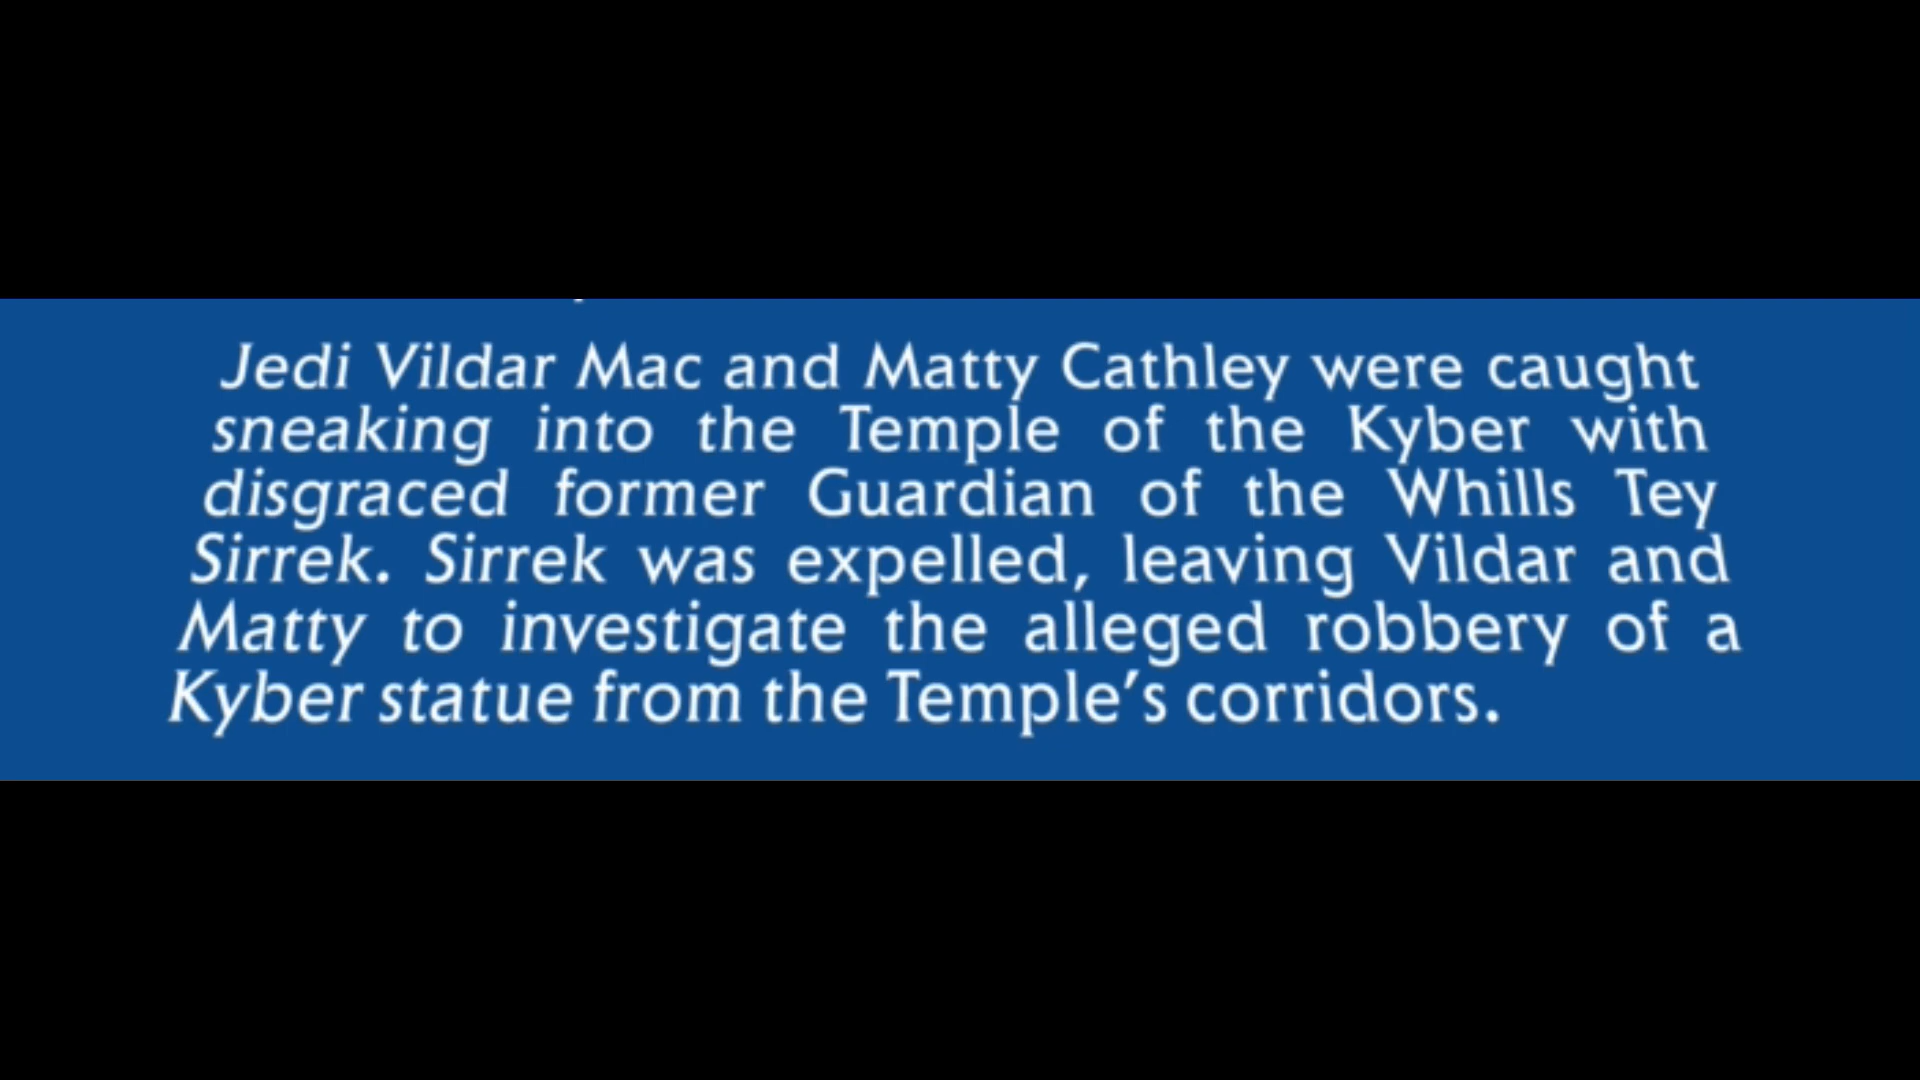 Jedi Vildar Mac and Matty Cathley were caught
sneaking into the Temple of the Kyber with
disgraced former Guardian of the Whills Tey
Sirrek. Sirrek was expelled, leaving Vildar and
Matty to investigate the alleged robbery of a
Kyber statue from the Temple’s corridors.